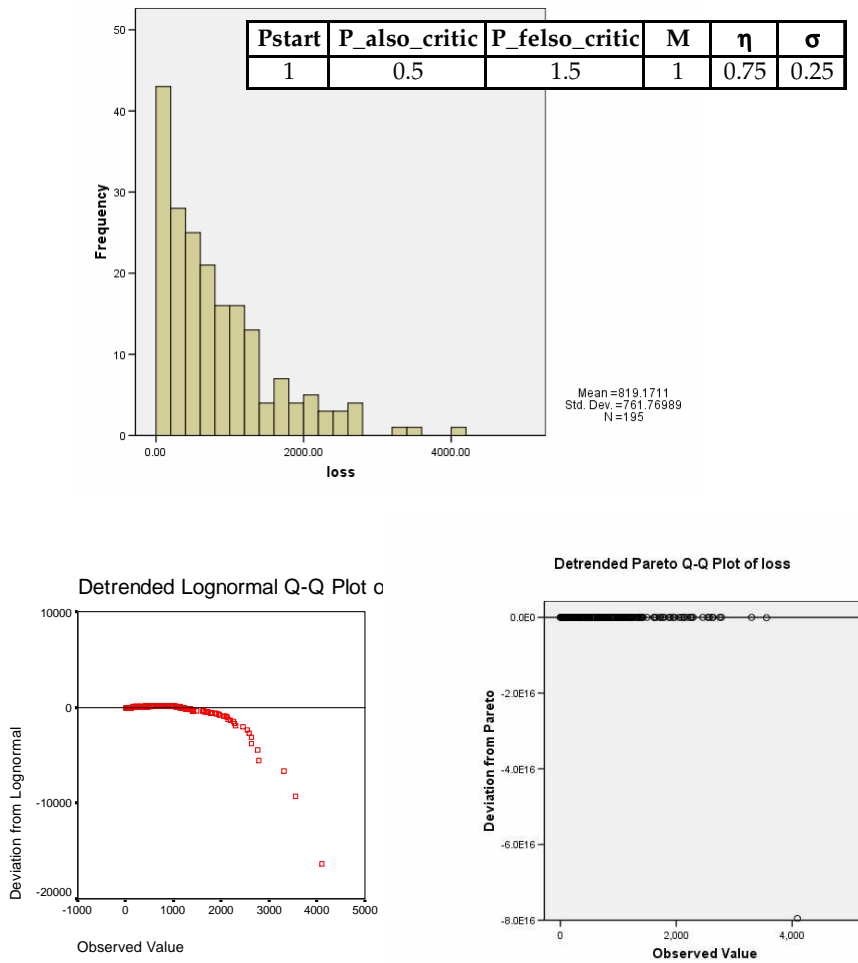 Pstart P_also_critic P_felso_critic M η σ
1 0.5 1.5 1 0.75 0.25
50
40
30
20
10
0
Frequency
0.00 2000.00 4000.00
loss
Mean =819.1711
Std. Dev. =761.76989
N =195
Detrended Lognormal Q-Q Plot o
10000
0
-10000
-20000
Deviation from Lognormal
-1000 0 1000 2000 3000 4000 5000
Observed Value
Detrended Pareto Q-Q Plot of loss
0.0E0
-2.0E16
-4.0E16
-6.0E16
-8.0E16
Deviation from Pareto
0 2,000 4,000
Observed Value